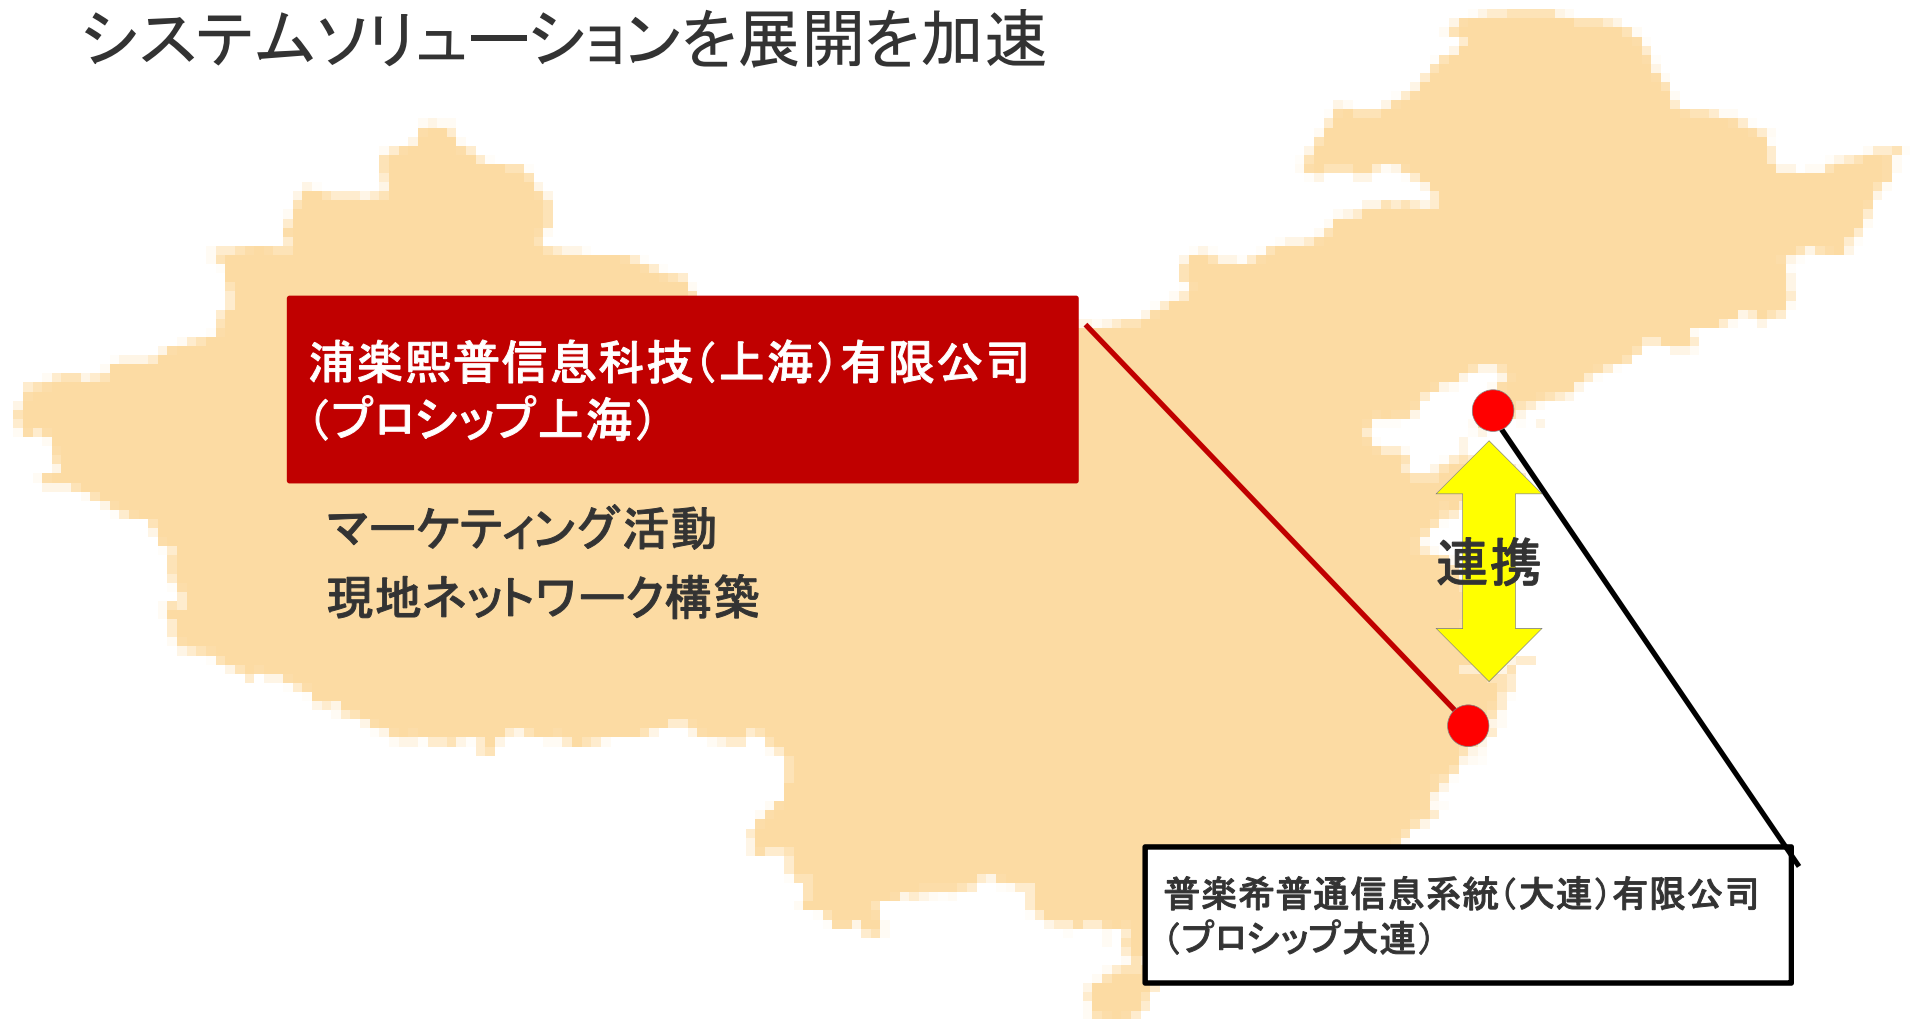 システムソリューションを展開を加速
浦楽熙普信息科技（上海）有限公司
（プロシップ上海）
マーケティング活動
現地ネットワーク構築
連携
普楽希普通信息系統（大連）有限公司
（プロシップ大連）